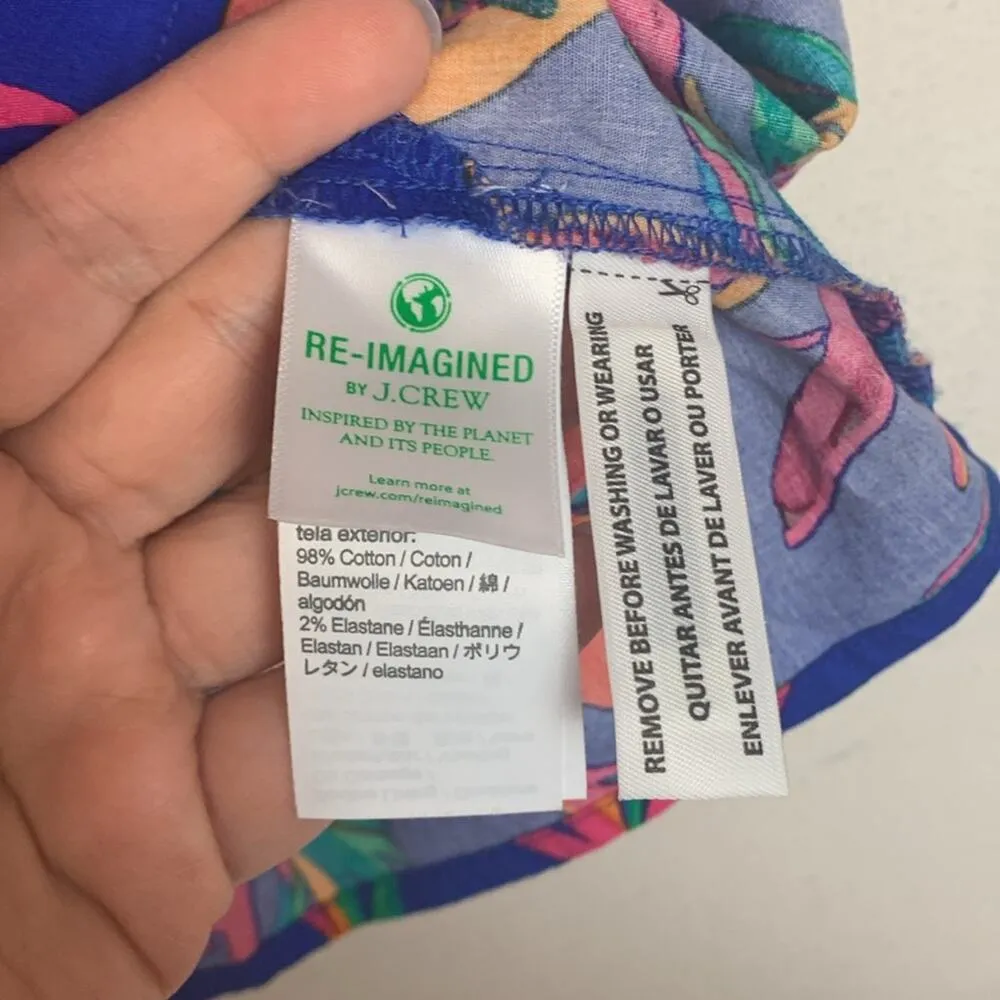 RE-IMAGINED
BY J.CREW
INSPIRED BY THE PLANET
AND ITS PEOPLE.
Learn more at
jcrew.com/reimagined
tela exterior:
98% Cotton / Coton /
Baumwolle / Katoen / 綿 /
algodón
2% Elastane / Élasthanne /
Elastan / Elastaan / ポリウ
レタン / elastano
REMOVE BEFORE WASHING OR WEARING
QUITAR ANTES DE LAVAR O USAR
ENLEVER AVANT DE LAVER OU PORTER